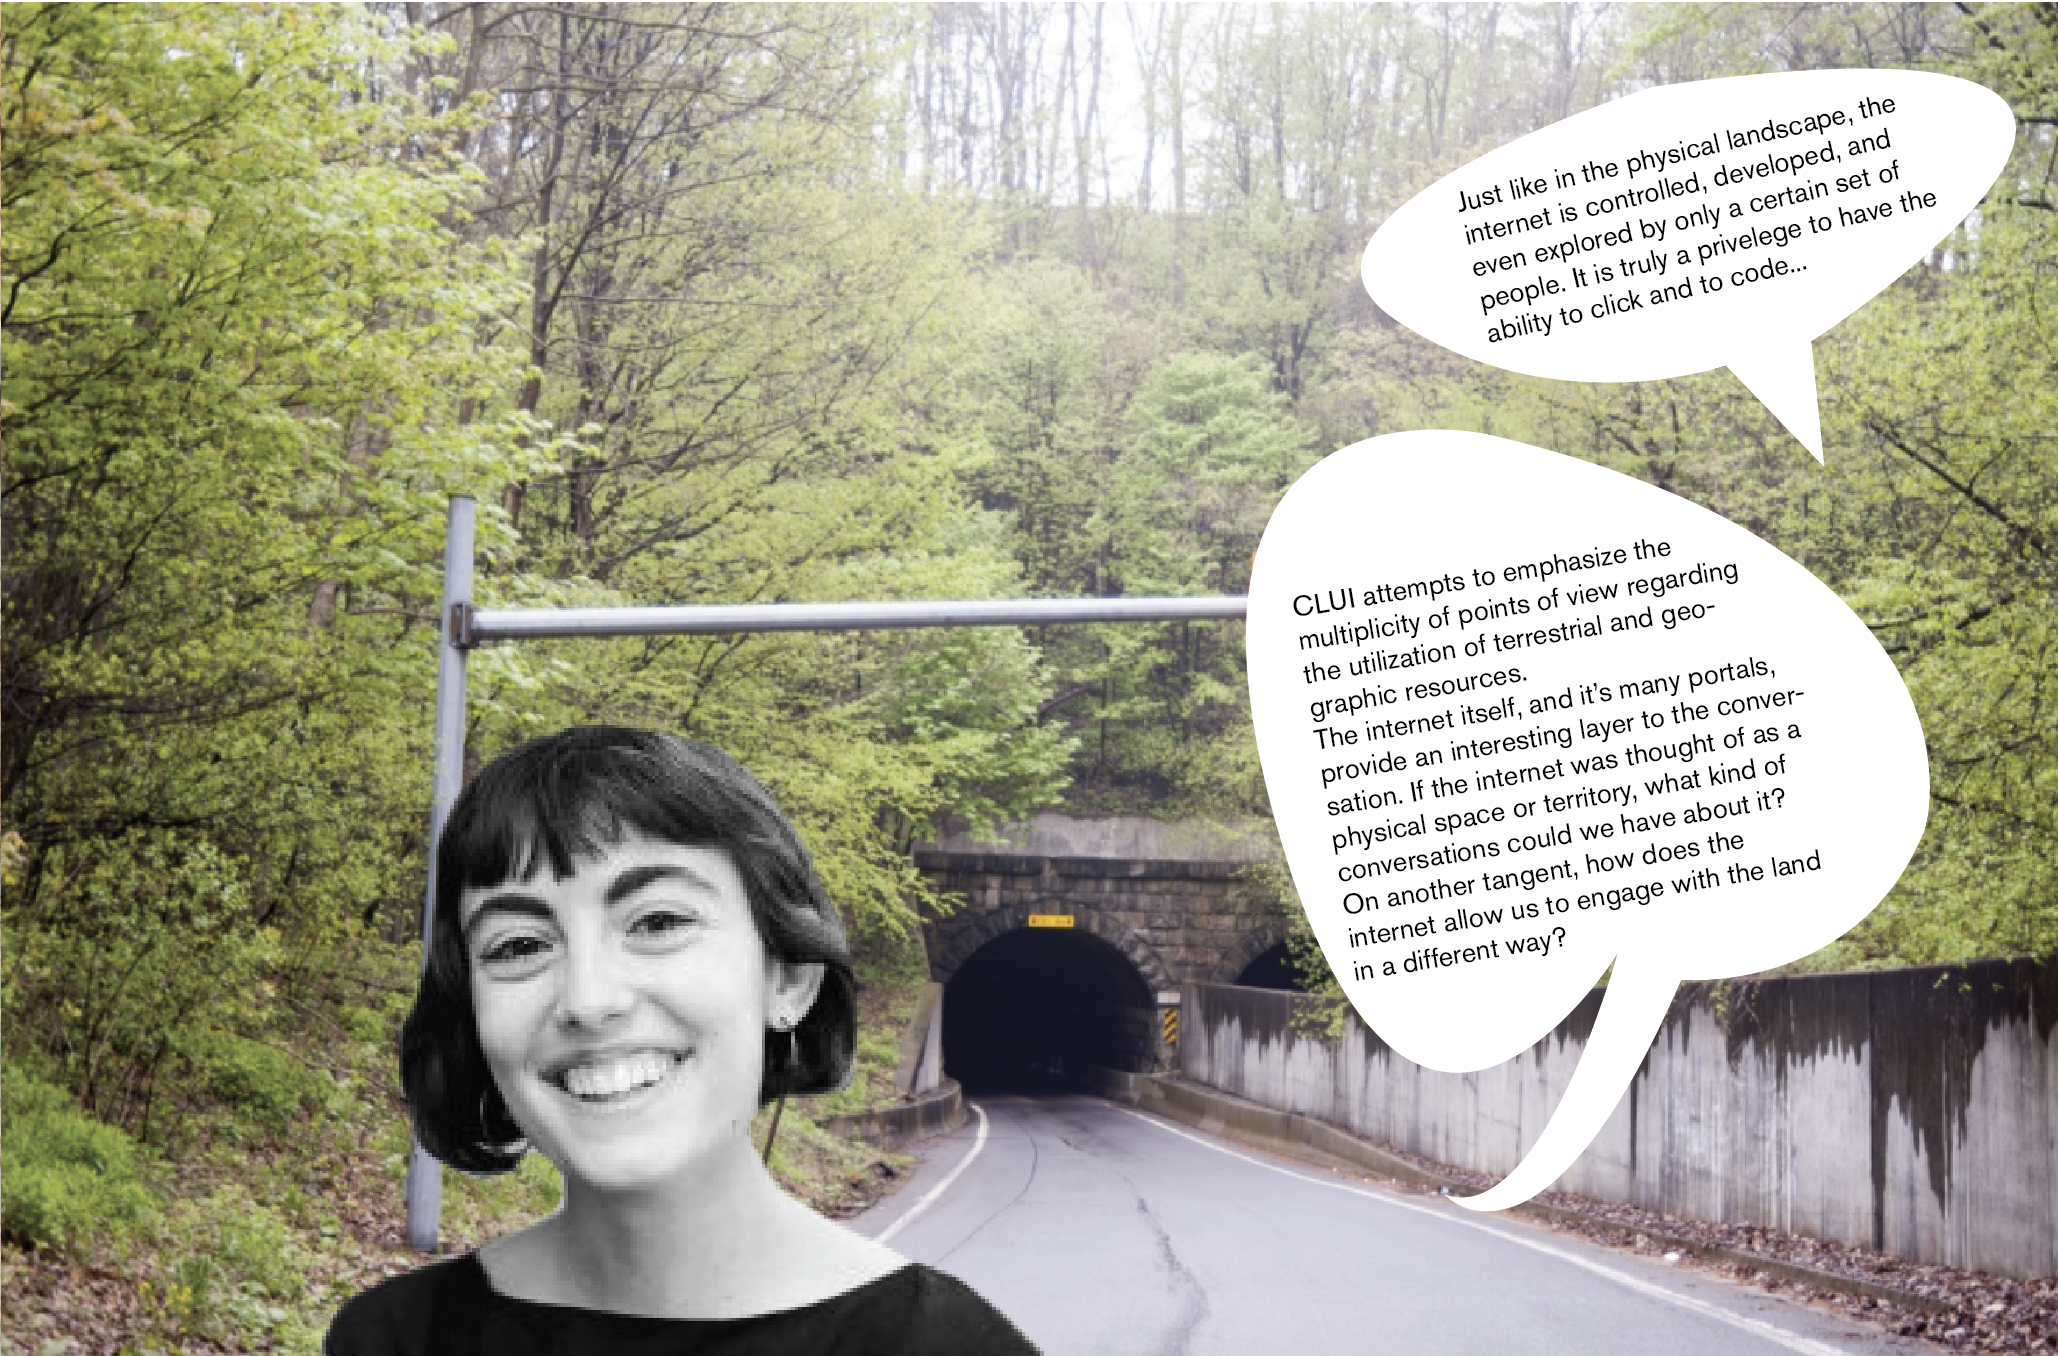 Just like in the physical landscape, the
internet is controlled, developed, and
even explored by only a certain set of
people. It is truly a privelege to have the
ability to click and to code...
CLUI attempts to emphasize the
multiplicity of points of view regarding
the utilization of terrestrial and geo-
graphic resources.
The internet itself, and it's many portals,
provide an interesting layer to the conver-
sation. If the internet was thought of as a
physical space or territory, what kind of
conversations could we have about it?
On another tangent, how does the
internet allow us to engage with the land
in a different way?